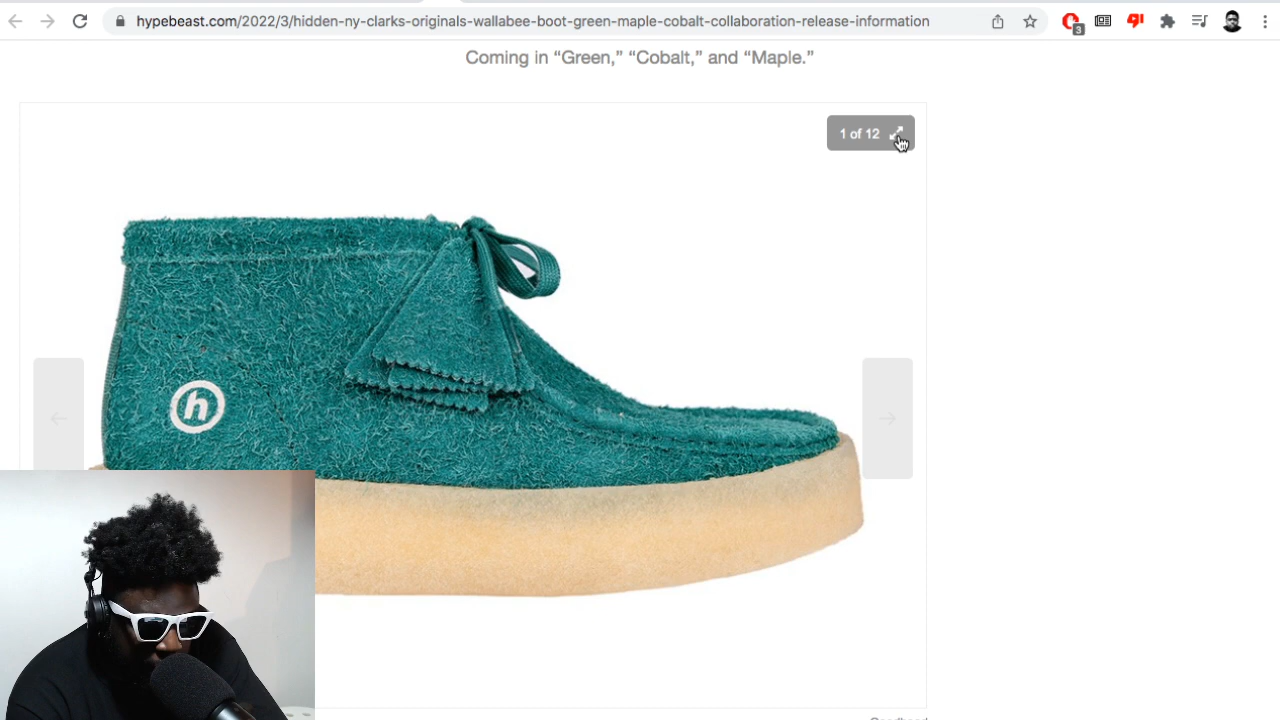 hypebeast.com/2022/3/hidden-ny-clarks-originals-wallabee-boot-green-maple-cobalt-collaboration-release-information
3
Coming in “Green,” “Cobalt,” and “Maple.”
1 of 12
h